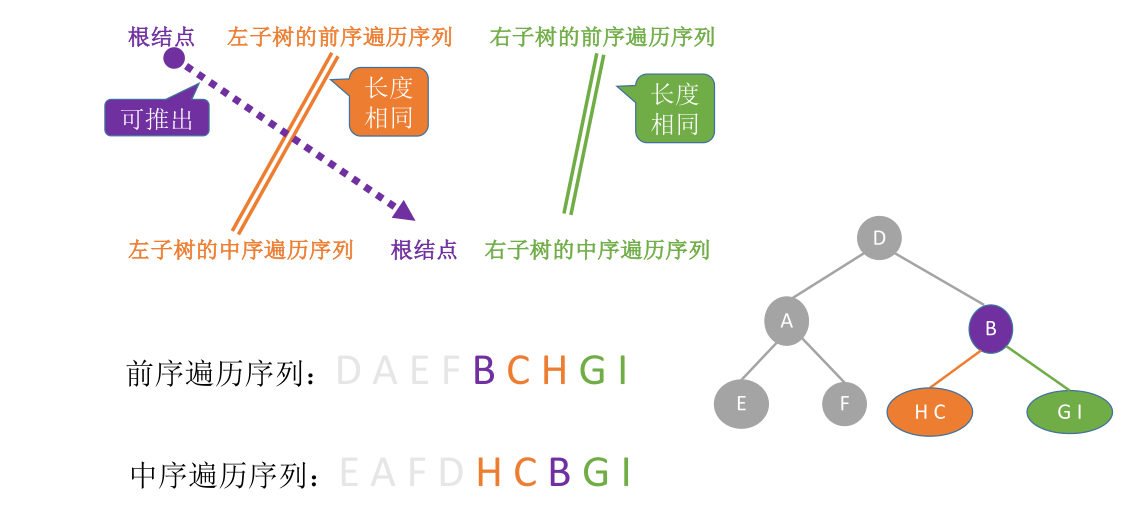 根结点 左子树的前序遍历序列 右子树的前序遍历序列
可推出
长度
相同
长度
相同
左子树的中序遍历序列 根结点 右子树的中序遍历序列
D
A
B
E
F
H C
G I
前序遍历序列：D A E F B C H G I
中序遍历序列：E A F D H C B G I